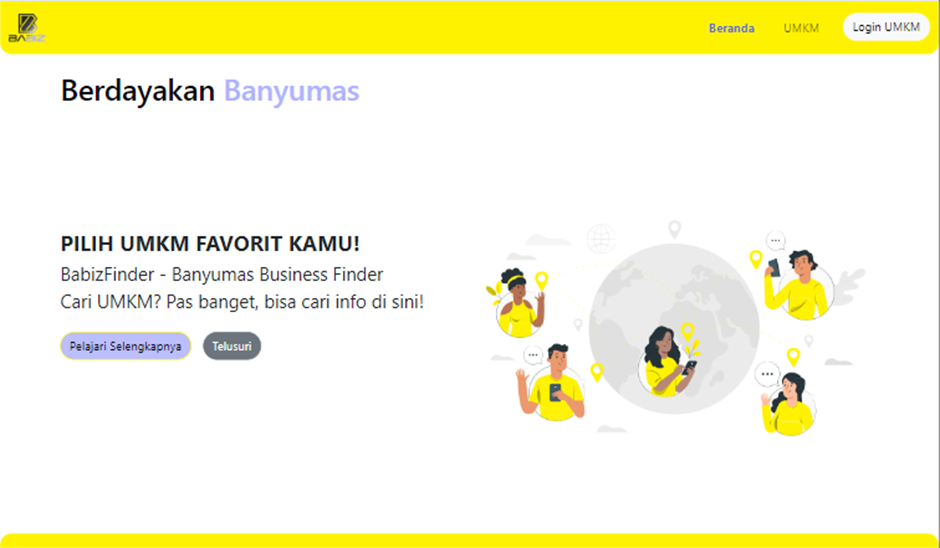 BABIZ
Beranda
UMKM
Login UMKM
Berdayakan Banyumas
PILIH UMKM FAVORIT KAMU!
BabizFinder - Banyumas Business Finder
Cari UMKM? Pas banget, bisa cari info di sini!
Pelajari Selengkapnya
Telusuri